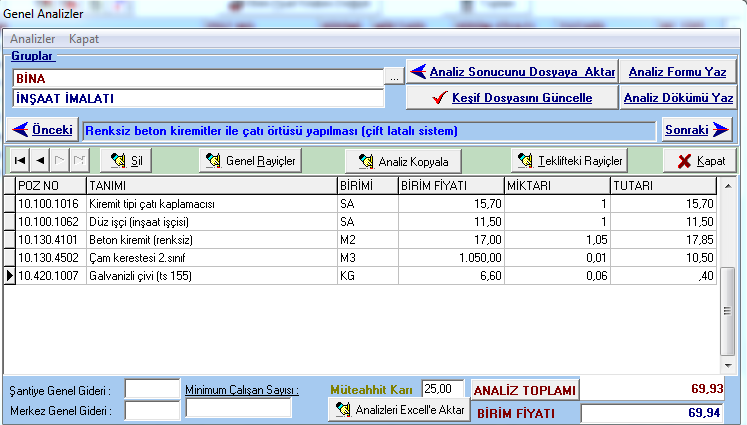 Genel Analizler
Analizler Kapat
Gruplar
BİNA
...
Analiz Sonucunu Dosyaya Aktar
Analiz Formu Yaz
İNŞAAT İMALATI
Keşif Dosyasını Güncelle
Analiz Dökümü Yaz
Önceki
Renksiz beton kiremitler ile çatı örtüsü yapılması (çift latalı sistem)
Sonraki
Sil
Genel Rayiçler
Analiz Kopyala
Teklifteki Rayiçler
Kapat
POZ NO TANIMI BİRİMİ BİRİM FİYATI MİKTARI TUTARI
10.100.1016 Kiremit tipi çatı kaplamacısı SA 15,70 1 15,70
10.100.1062 Düz işçi (inşaat işçisi) SA 11,50 1 11,50
10.130.4101 Beton kiremit (renksiz) M2 17,00 1,05 17,85
10.130.4502 Çam kerestesi 2.sınıf M3 1.050,00 0,01 10,50
10.420.1007 Galvanizli çivi (ts 155) KG 6,60 0,06 ,40
Şantiye Genel Gideri :
Minimum Çalışan Sayısı :
Müteahhit Karı 25,00
ANALİZ TOPLAMI 69,93
Merkez Genel Gideri :
Analizleri Excell'e Aktar
BİRİM FİYATI 69,94